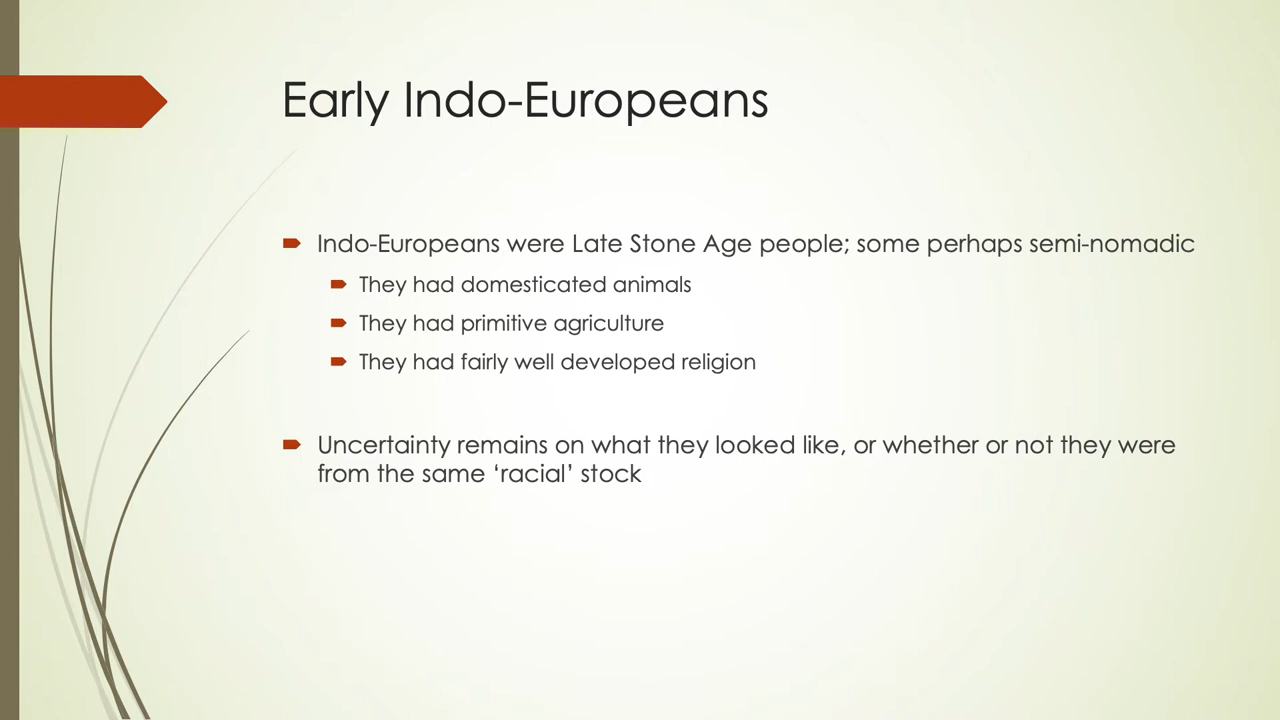 Early Indo-Europeans
Indo-Europeans were Late Stone Age people; some perhaps semi-nomadic
They had domesticated animals
They had primitive agriculture
They had fairly well developed religion
Uncertainty remains on what they looked like, or whether or not they were
from the same ‘racial’ stock